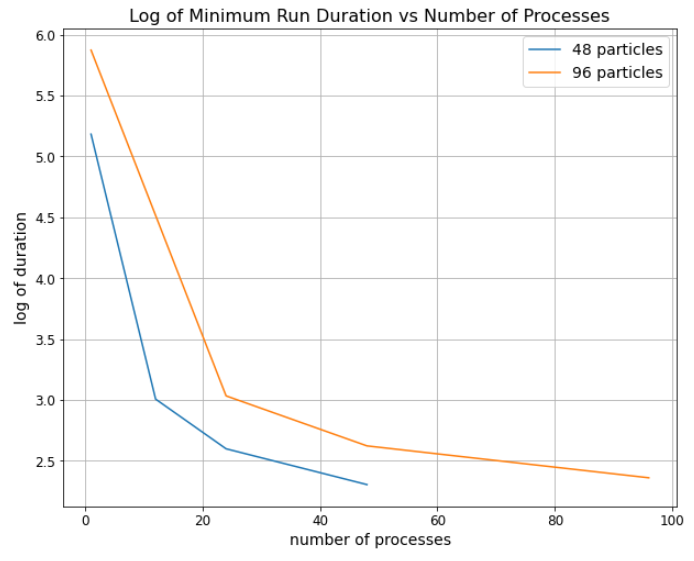 Log of Minimum Run Duration vs Number of Processes
6.0
5.5
5.0
4.5
4.0
3.5
3.0
2.5
log of duration
48 particles
96 particles
0 20 40 60 80 100
number of processes